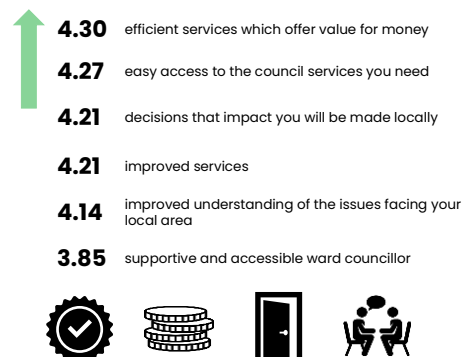 4.30 efficient services which offer value for money
4.27 easy access to the council services you need
4.21 decisions that impact you will be made locally
4.21 improved services
4.14 improved understanding of the issues facing your
local area
3.85 supportive and accessible ward councillor